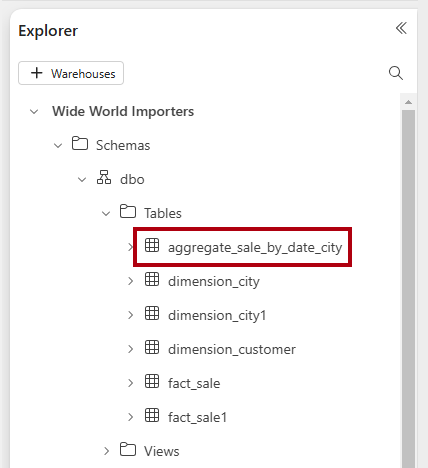 Explorer
+ Warehouses
Wide World Importers
Schemas
dbo
Tables
aggregate_sale_by_date_city
dimension_city
dimension_city1
dimension_customer
fact_sale
fact_sale1
Views